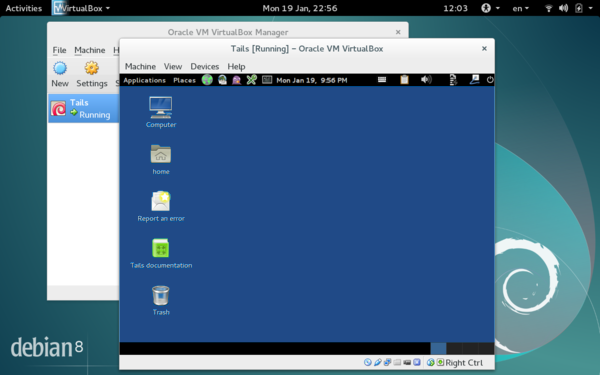 Activities VirtualBox Mon 19 Jan, 22:56 12:03 en
Oracle VM VirtualBox Manager
File Machine
New Settings
Tails
Running
Tails [Running] – Oracle VM VirtualBox
Machine View Devices Help
Applications Places Mon Jan 19, 9:56 PM
Computer
home
Report an error
Tails documentation
Trash
Right Ctrl
debian 8